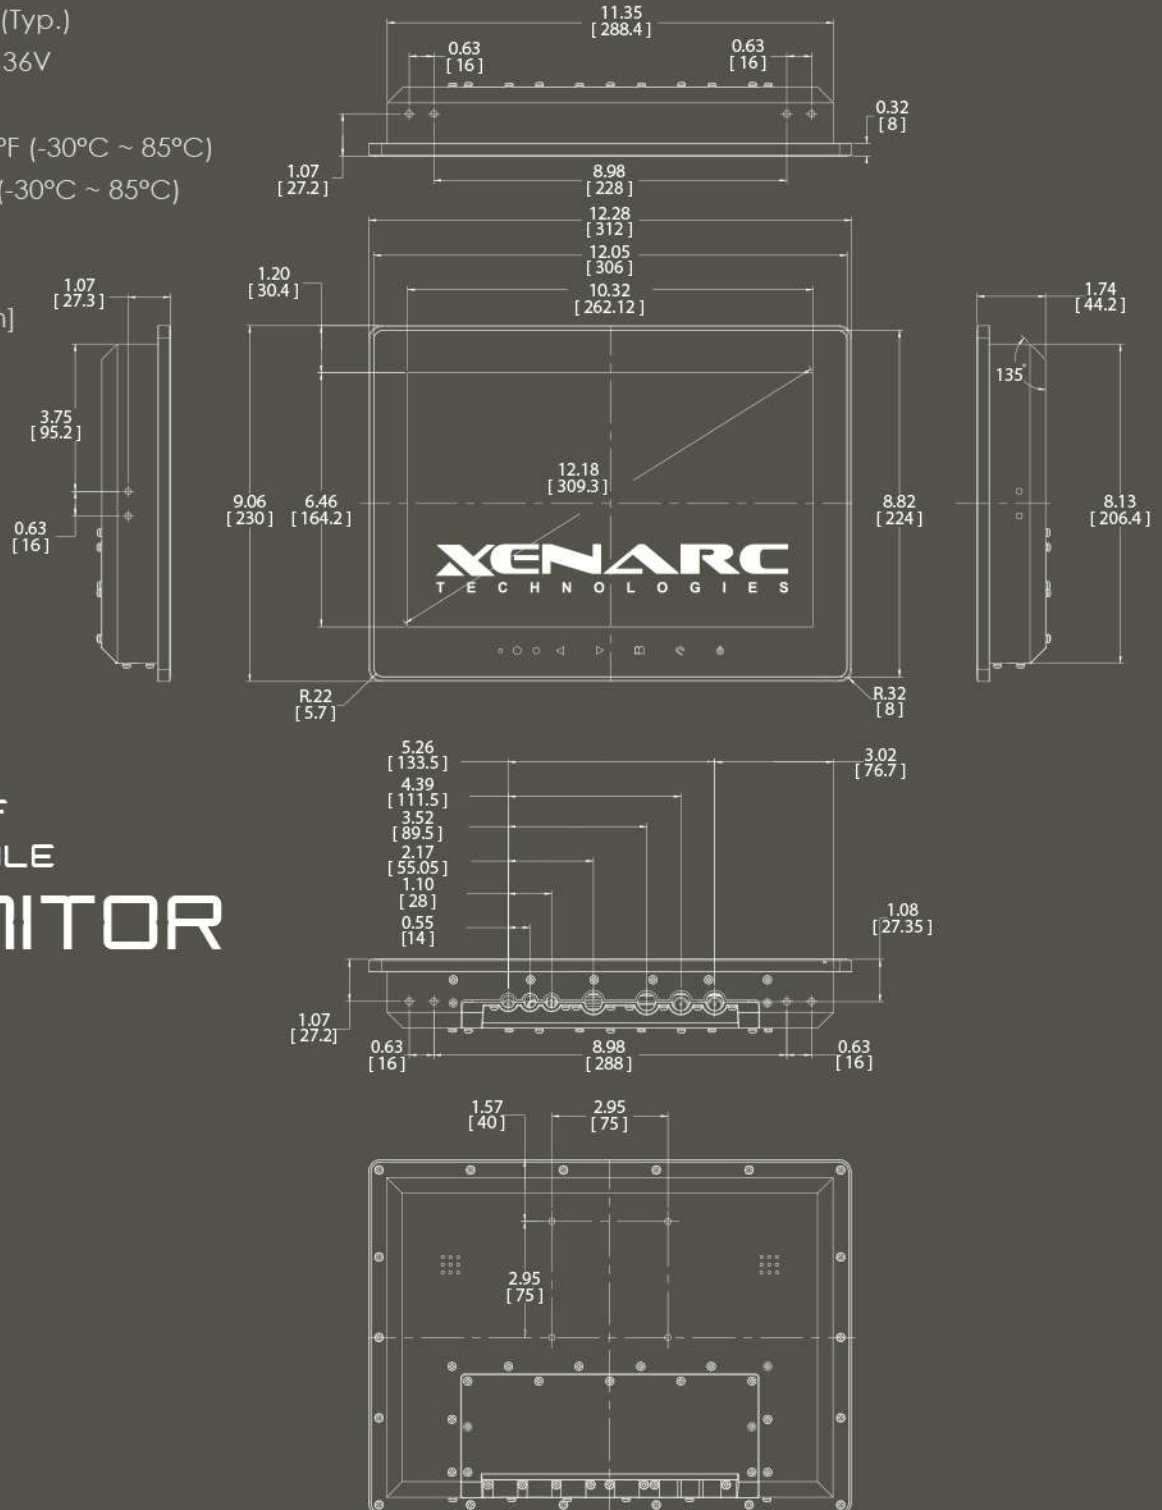 (Typ.)
36V
°F (-30°C ~ 85°C)
(-30°C ~ 85°C)
11.35
[ 288.4 ]
0.63
[ 16 ]
0.63
[ 16 ]
0.32
[ 8 ]
1.07
[ 27.2 ]
8.98
[ 228 ]
12.28
[ 312 ]
12.05
[ 306 ]
10.32
[ 262.12 ]
1.20
[ 30.4 ]
1.07
[ 27.3 ]
1.74
[ 44.2 ]
135°
3.75
[ 95.2 ]
0.63
[ 16 ]
9.06
[ 230 ]
6.46
[ 164.2 ]
12.18
[ 309.3 ]
8.82
[ 224 ]
8.13
[ 206.4 ]
XENARC
TECHNOLOGIES
R.22
[ 5.7 ]
R.32
[ 8 ]
5.26
[ 133.5 ]
3.02
[ 76.7 ]
4.39
[ 111.5 ]
3.52
[ 89.5 ]
2.17
[ 55.05 ]
1.10
[ 28 ]
0.55
[14 ]
1.08
[ 27.35 ]
NITOR
1.07
[ 27.2]
0.63
[ 16 ]
8.98
[ 288 ]
0.63
[ 16 ]
1.57
[ 40 ]
2.95
[ 75 ]
2.95
[ 75 ]